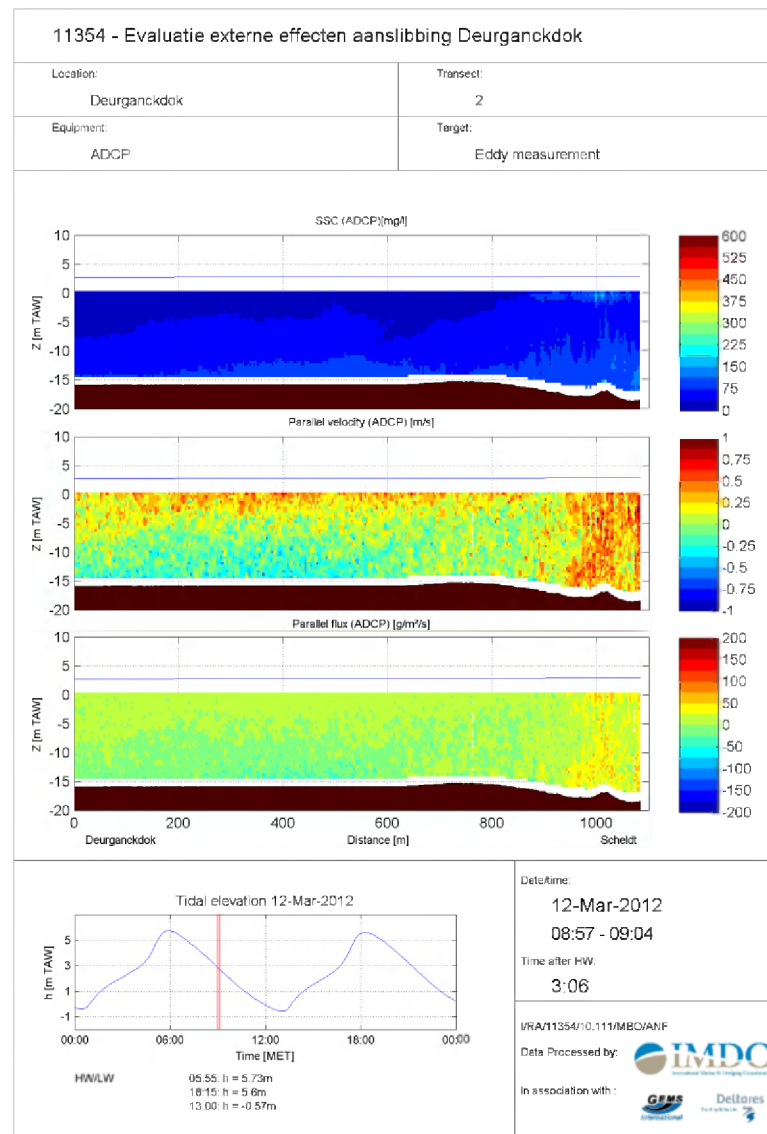 11354 - Evaluatie externe effecten aanslibbing Deurganckdok
Location:
Deurganckdok
Transect:
2
Equipment:
ADCP
Target:
Eddy measurement
SSC (ADCP)[mg/l]
10
5
0
-5
-10
-15
-20
Z [m TAW]
600
525
450
375
300
225
150
75
0
Parallel velocity (ADCP) [m/s]
10
5
0
-5
-10
-15
-20
Z [m TAW]
1
0.75
0.5
0.25
0
-0.25
-0.5
-0.75
-1
Parallel flux (ADCP) [g/m²/s]
10
5
0
-5
-10
-15
-20
Z [m TAW]
200
150
100
50
0
-50
-100
-150
-200
0 200 400 600 800 1000
Deurganckdok Distance [m] Scheldt
Tidal elevation 12-Mar-2012
5
3
1
-1
h [m TAW]
00:00 06:00 12:00 18:00 00:00
Time [MET]
HW/LW
05:55: h = 5.73m
18:15: h = 5.6m
13:00: h = -0.57m
Date/time:
12-Mar-2012
08:57 - 09:04
Time after HW:
3:06
I/RA/11354/10.111/MBO/ANF
Data Processed by:
IMDC
In association with :
GEMS
International
Deltares